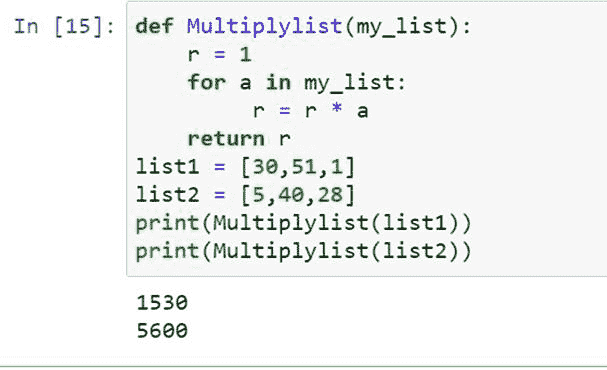 In [15]: def Multiplylist(my_list):
    r = 1
    for a in my_list:
        r = r * a
    return r
list1 = [30,51,1]
list2 = [5,40,28]
print(Multiplylist(list1))
print(Multiplylist(list2))
1530
5600